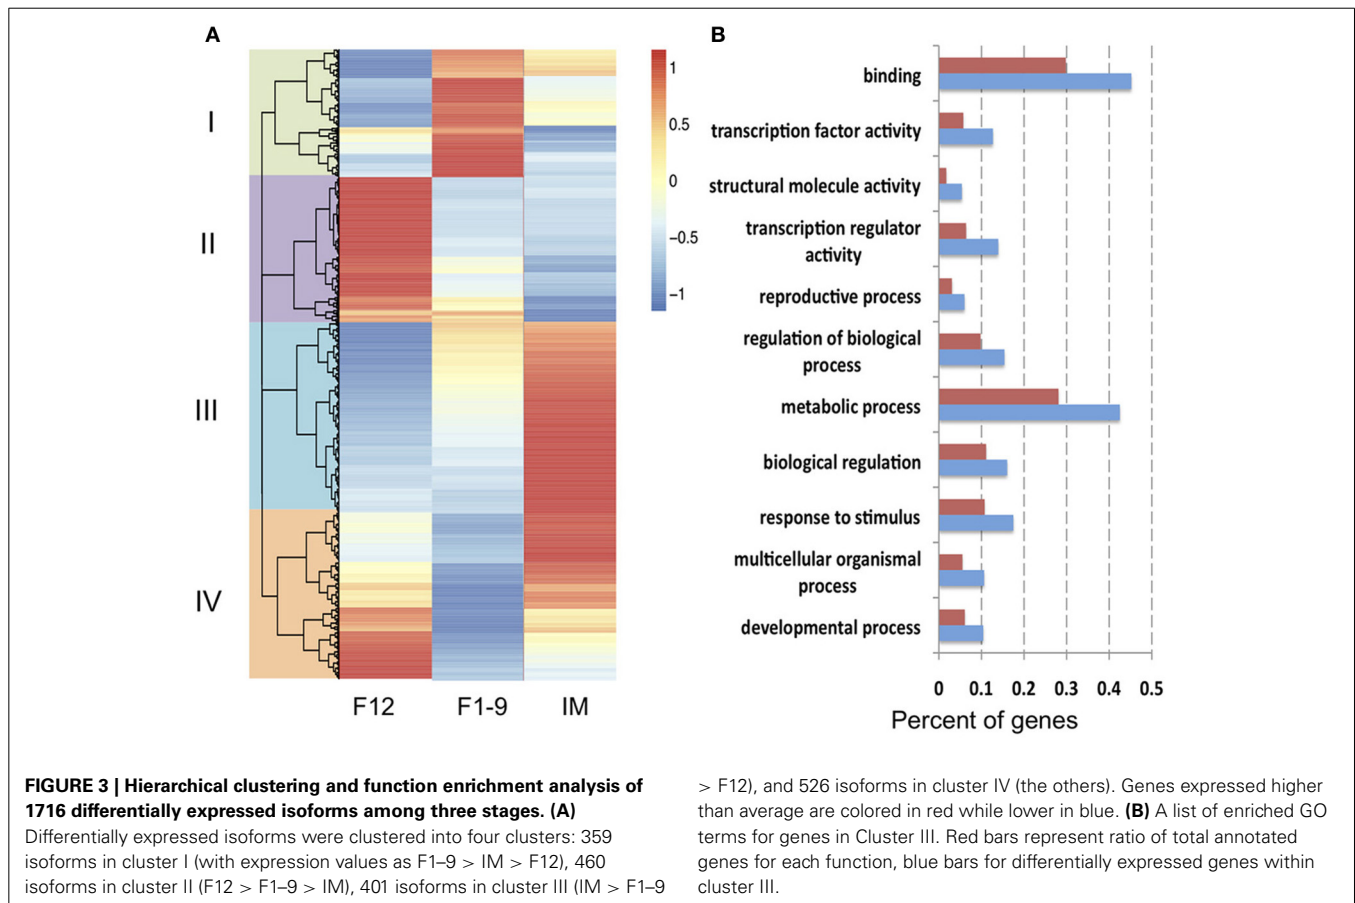 A
I
II
III
IV
F12 F1-9 IM
1
0.5
0
−0.5
−1
B
binding
transcription factor activity
structural molecule activity
transcription regulator
activity
reproductive process
regulation of biological
process
metabolic process
biological regulation
response to stimulus
multicellular organismal
process
developmental process
0 0.1 0.2 0.3 0.4 0.5
Percent of genes
FIGURE 3 | Hierarchical clustering and function enrichment analysis of
1716 differentially expressed isoforms among three stages. (A)
Differentially expressed isoforms were clustered into four clusters: 359
isoforms in cluster I (with expression values as F1–9 > IM > F12), 460
isoforms in cluster II (F12 > F1–9 > IM), 401 isoforms in cluster III (IM > F1–9
> F12), and 526 isoforms in cluster IV (the others). Genes expressed higher
than average are colored in red while lower in blue. (B) A list of enriched GO
terms for genes in Cluster III. Red bars represent ratio of total annotated
genes for each function, blue bars for differentially expressed genes within
cluster III.